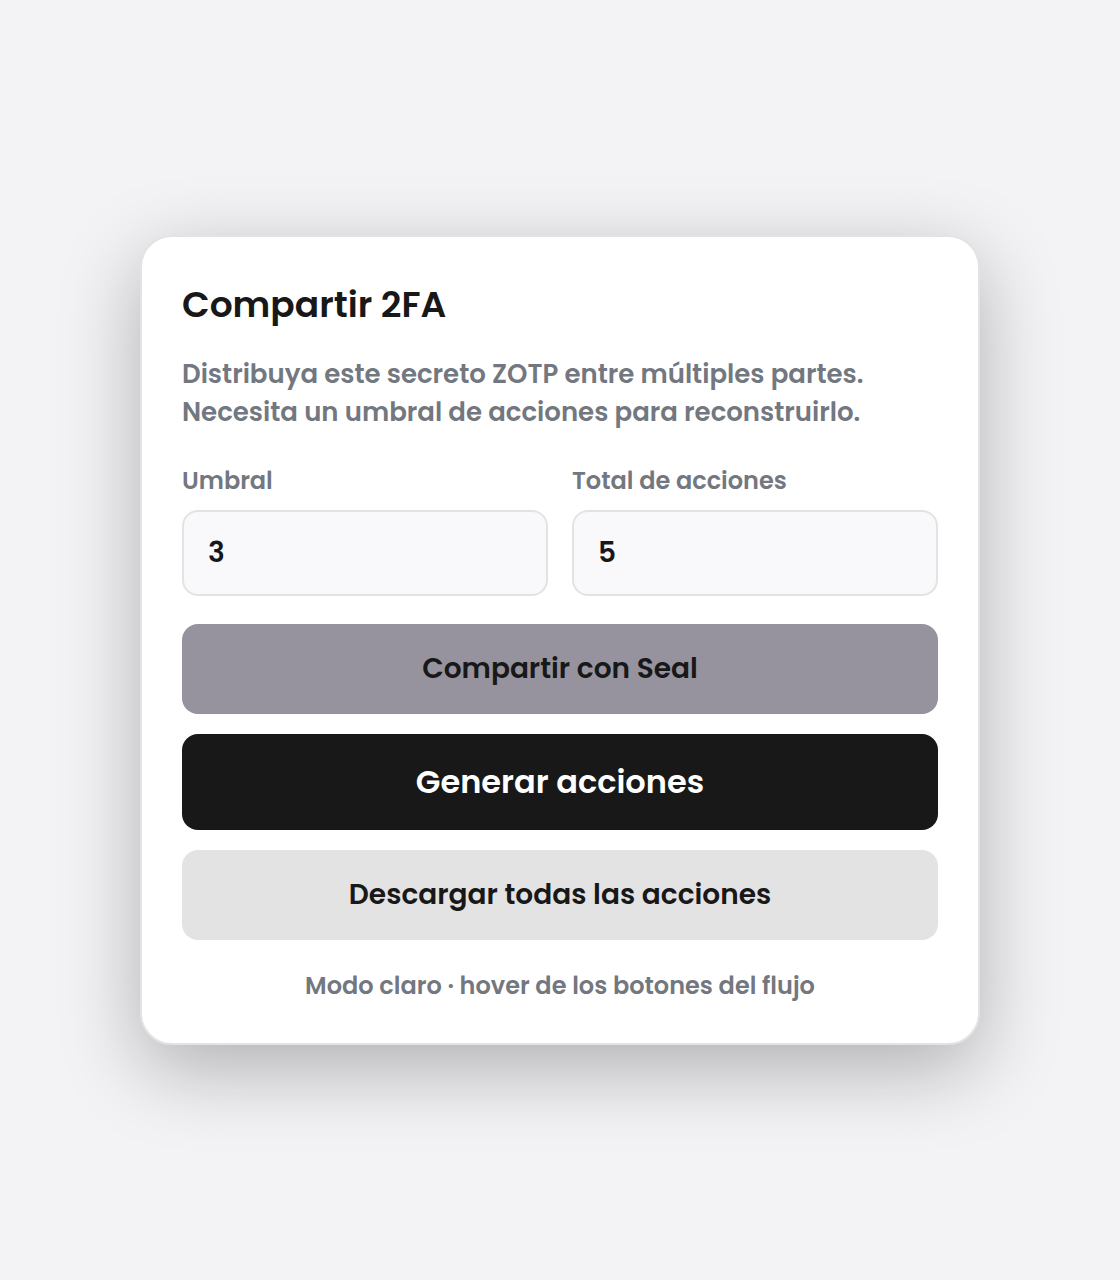 Compartir 2FA
Distribuya este secreto ZOTP entre múltiples partes.
Necesita un umbral de acciones para reconstruirlo.
Umbral
Total de acciones
3
5
Compartir con Seal
Generar acciones
Descargar todas las acciones
Modo claro · hover de los botones del flujo